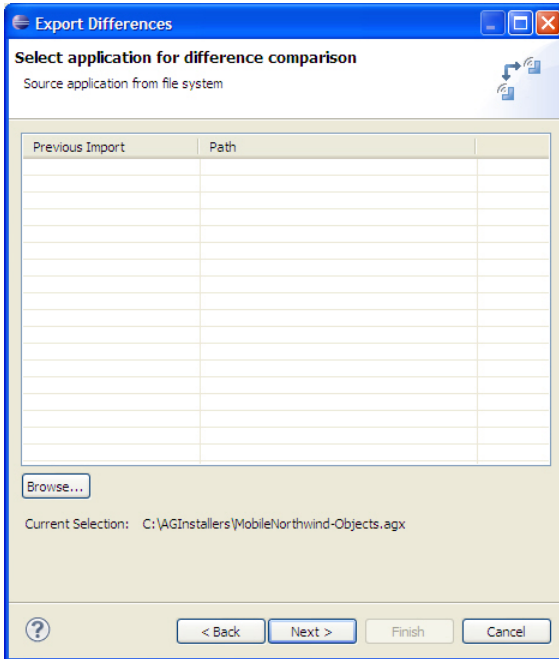 Export Differences
Select application for difference comparison
Source application from file system
Previous Import Path
Browse...
Current Selection: C:\AGInstallers\MobileNorthwind-Objects.agx
? < Back Next > Finish Cancel